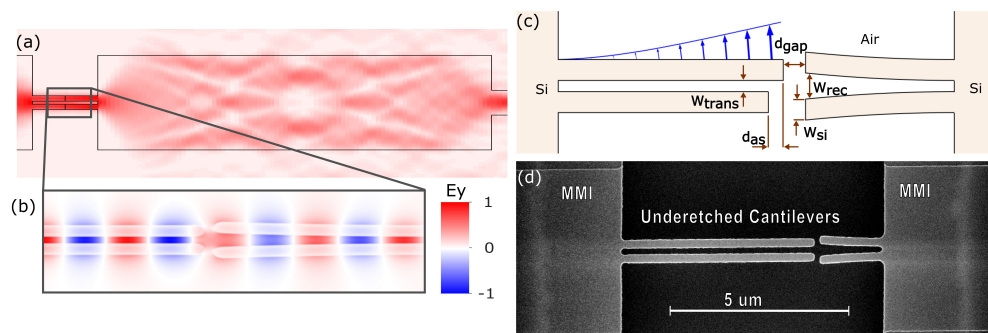 (a)
(b)
Ey
1
0
-1
(c)
Air
dgap
Si
Wtrans
Wrec
Si
das
Wsi
(d)
MMI
MMI
Underetched Cantilevers
5 um